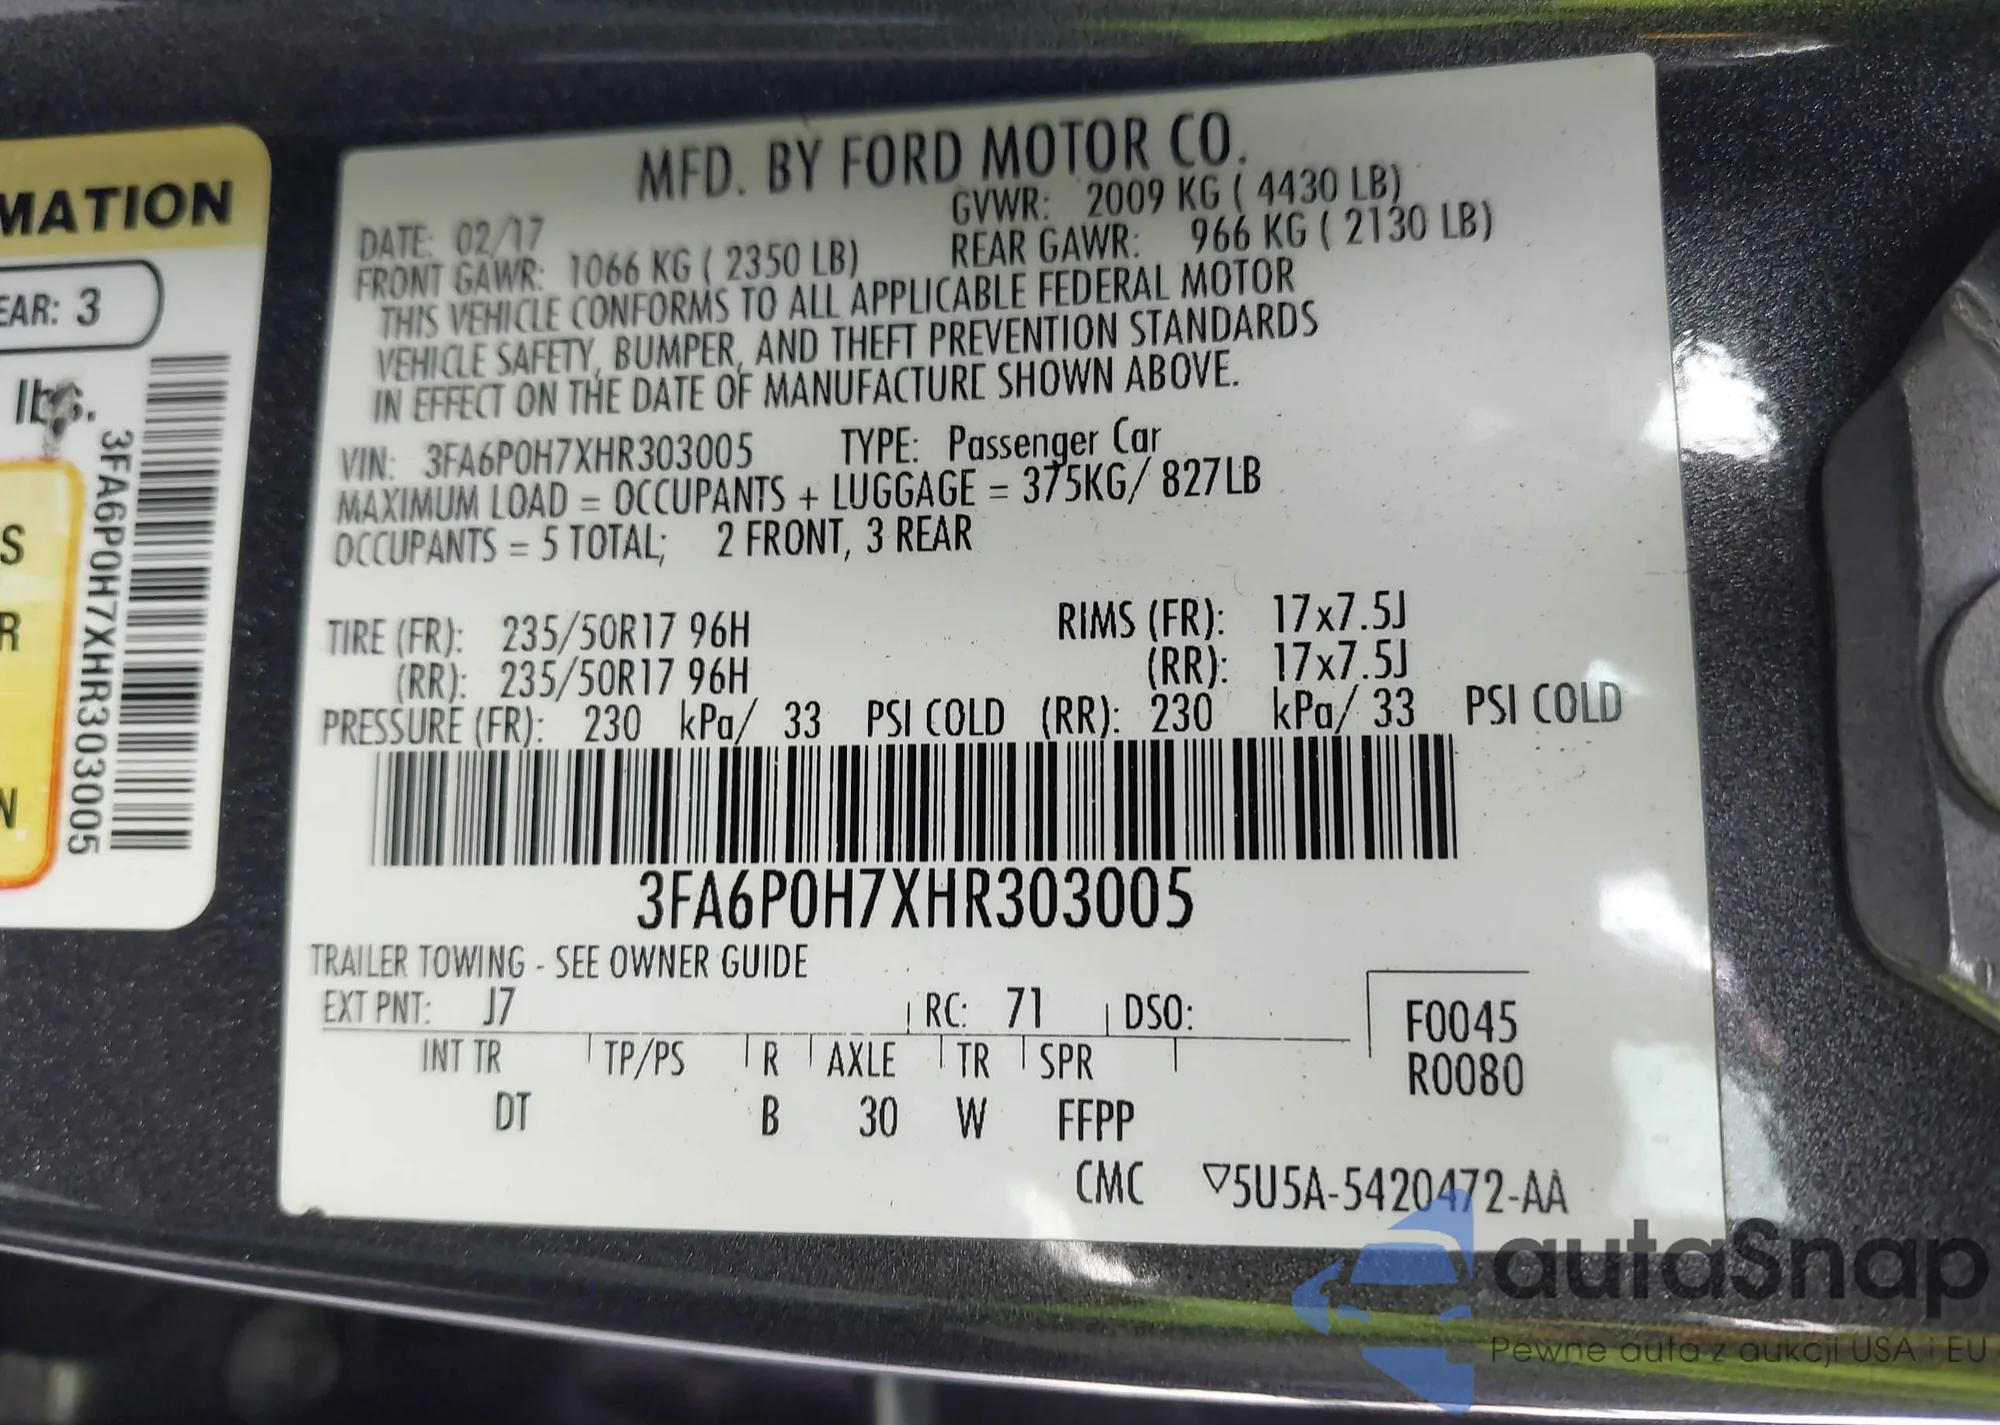 MATION
EAR: 3
lbs.
S
R
N
3FA6P0H7XHR303005
MFD. BY FORD MOTOR CO.
DATE: 02/17 GVWR: 2009 KG ( 4430 LB)
FRONT GAWR: 1066 KG ( 2350 LB) REAR GAWR: 966 KG ( 2130 LB)
THIS VEHICLE CONFORMS TO ALL APPLICABLE FEDERAL MOTOR
VEHICLE SAFETY, BUMPER, AND THEFT PREVENTION STANDARDS
IN EFFECT ON THE DATE OF MANUFACTURE SHOWN ABOVE.
VIN: 3FA6P0H7XHR303005 TYPE: Passenger Car
MAXIMUM LOAD = OCCUPANTS + LUGGAGE = 375KG/ 827LB
OCCUPANTS = 5 TOTAL; 2 FRONT, 3 REAR
TIRE (FR): 235/50R17 96H RIMS (FR): 17x7.5J
(RR): 235/50R17 96H (RR): 17x7.5J
PRESSURE (FR): 230 kPa/ 33 PSI COLD (RR): 230 kPa/ 33 PSI COLD
3FA6P0H7XHR303005
TRAILER TOWING - SEE OWNER GUIDE
EXT PNT: J7 RC: 71 DSO: F0045
INT TR TP/PS R AXLE TR SPR R0080
DT B 30 W FFPP
CMC ▽5U5A-5420472-AA
autaSnap
Pewne auta z aukcji USA i EU